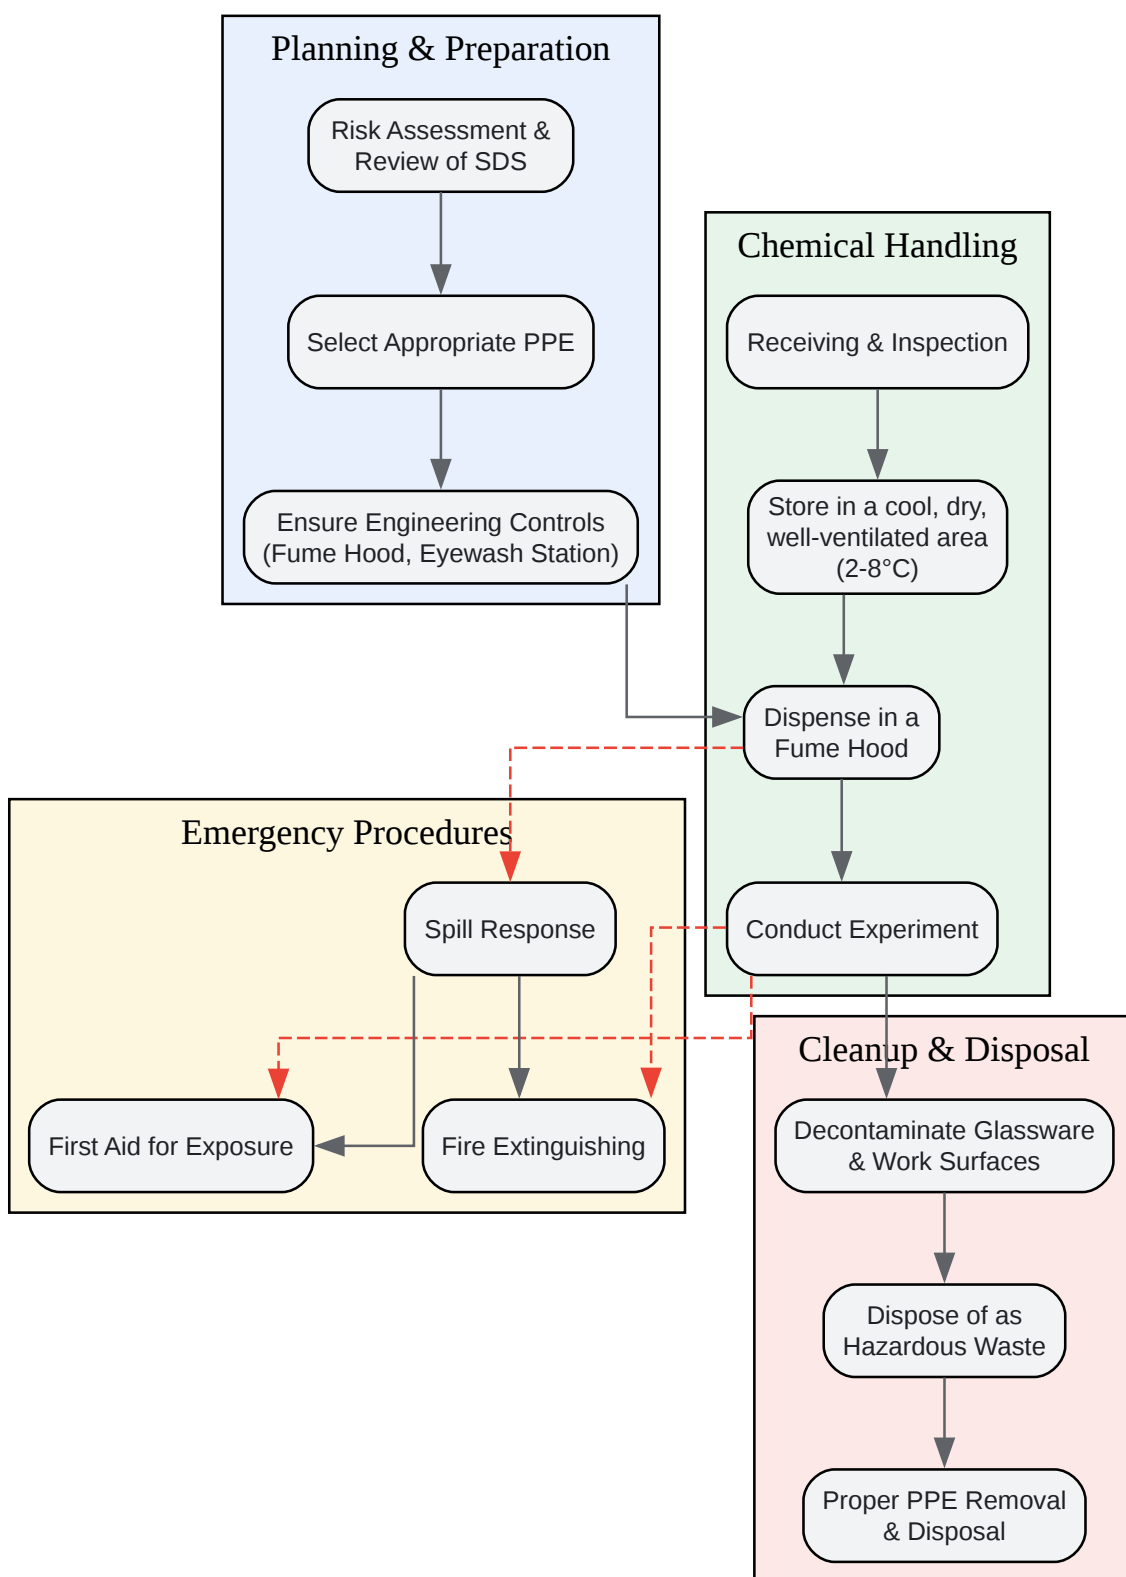 Planning & Preparation
Risk Assessment &
Review of SDS
Select Appropriate PPE
Ensure Engineering Controls
(Fume Hood, Eyewash Station)
Chemical Handling
Receiving & Inspection
Store in a cool, dry,
well-ventilated area
(2-8°C)
Dispense in a
Fume Hood
Conduct Experiment
Emergency Procedures
Spill Response
First Aid for Exposure
Fire Extinguishing
Cleanup & Disposal
Decontaminate Glassware
& Work Surfaces
Dispose of as
Hazardous Waste
Proper PPE Removal
& Disposal